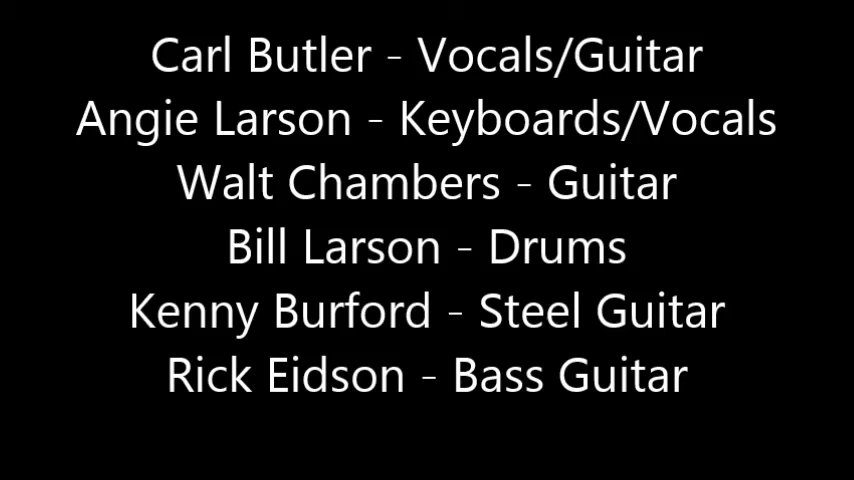 Carl Butler - Vocals/Guitar
Angie Larson - Keyboards/Vocals
Walt Chambers - Guitar
Bill Larson - Drums
Kenny Burford - Steel Guitar
Rick Eidson - Bass Guitar